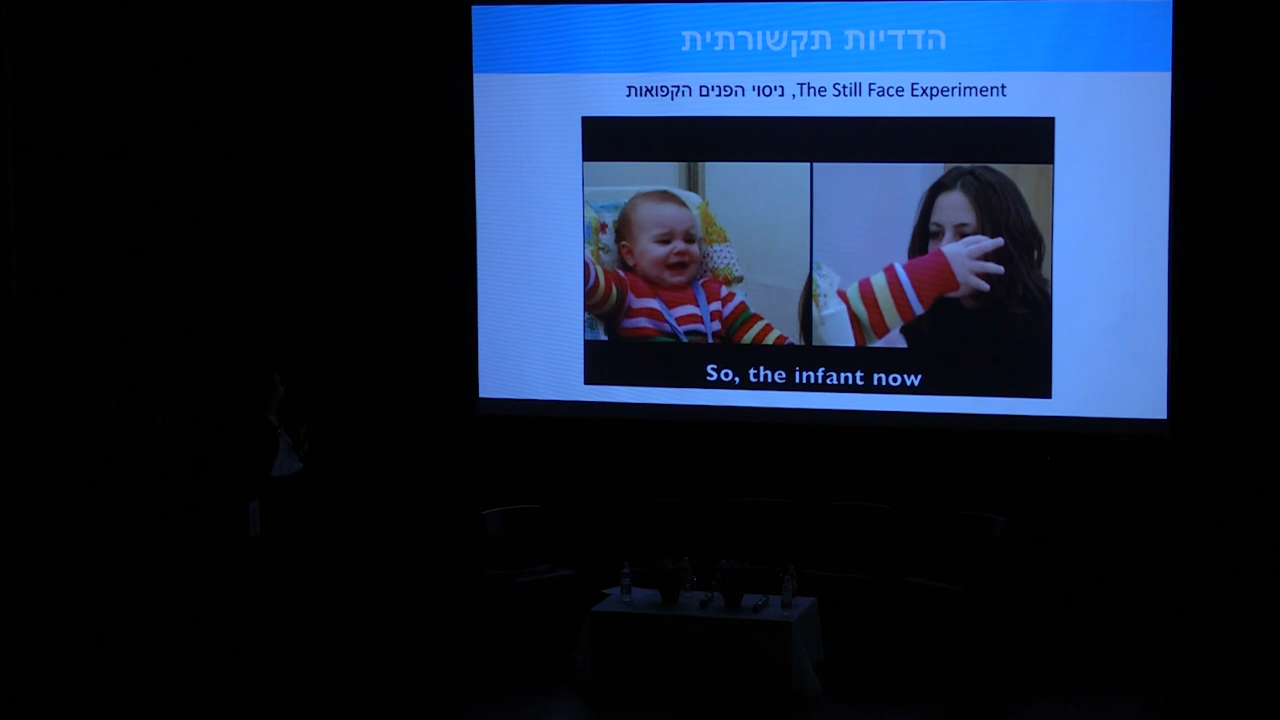 הדדיות תקשורתית
The Still Face Experiment, ניסוי הפנים הקפואות
So, the infant now